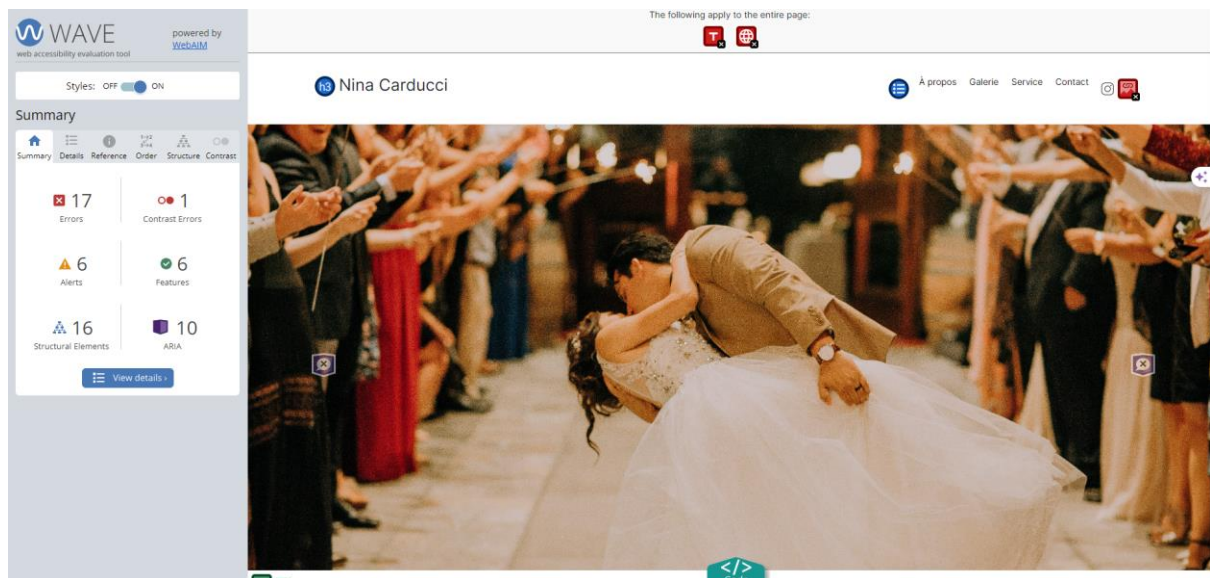 WAVE
web accessibility evaluation tool
powered by
WebAIM
Styles: OFF ON
Summary
Summary Details Reference Order Structure Contrast
17
Errors
1
Contrast Errors
6
Alerts
6
Features
16
Structural Elements
10
ARIA
View details ›
The following apply to the entire page:
h3 Nina Carducci
À propos Galerie Service Contact
</>